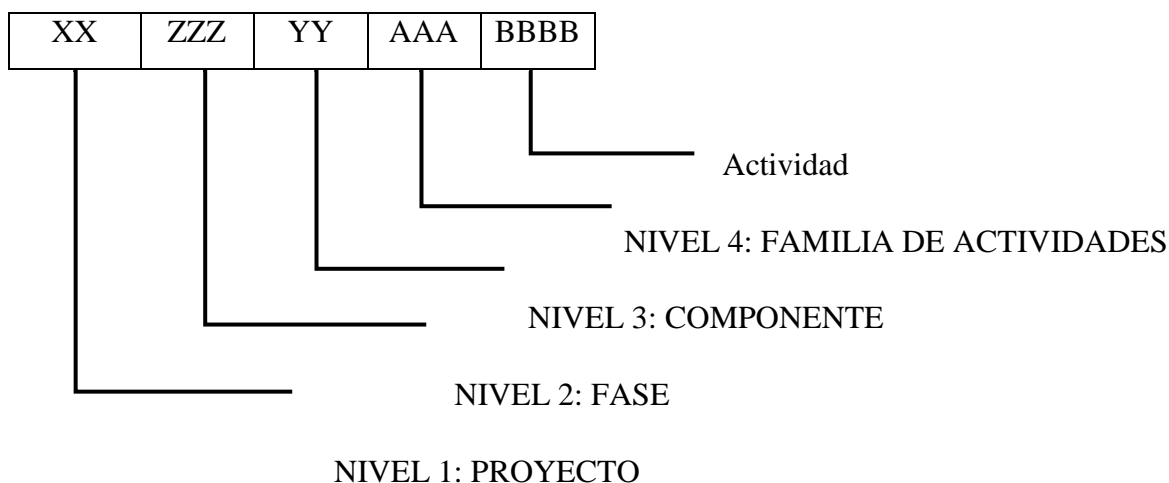 XX ZZZ YY AAA BBBB
Actividad
NIVEL 4: FAMILIA DE ACTIVIDADES
NIVEL 3: COMPONENTE
NIVEL 2: FASE
NIVEL 1: PROYECTO